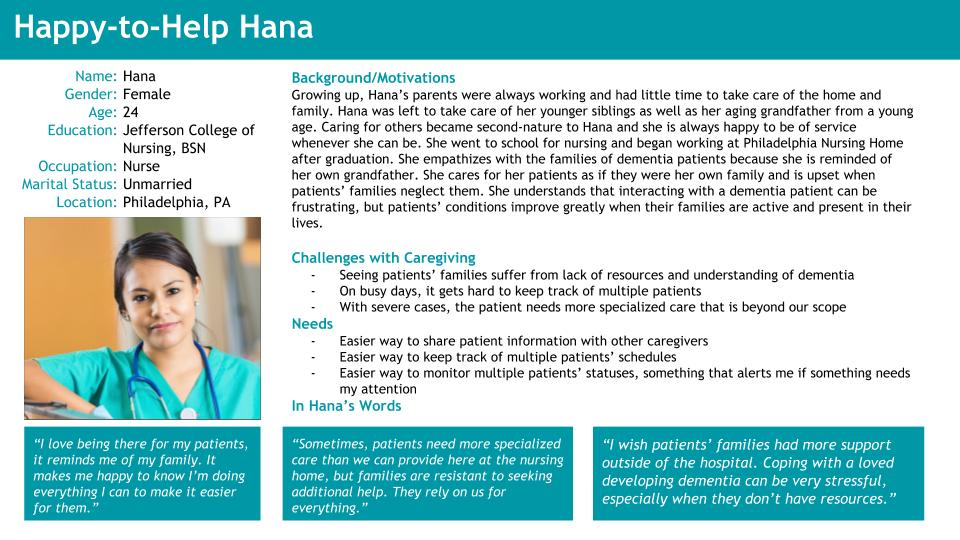 Happy-to-Help Hana
Name: Hana
Gender: Female
Age: 24
Education: Jefferson College of
Nursing, BSN
Occupation: Nurse
Marital Status: Unmarried
Location: Philadelphia, PA
Background/Motivations
Growing up, Hana’s parents were always working and had little time to take care of the home and
family. Hana was left to take care of her younger siblings as well as her aging grandfather from a young
age. Caring for others became second-nature to Hana and she is always happy to be of service
whenever she can be. She went to school for nursing and began working at Philadelphia Nursing Home
after graduation. She empathizes with the families of dementia patients because she is reminded of
her own grandfather. She cares for her patients as if they were her own family and is upset when
patients’ families neglect them. She understands that interacting with a dementia patient can be
frustrating, but patients’ conditions improve greatly when their families are active and present in their
lives.
Challenges with Caregiving
- Seeing patients’ families suffer from lack of resources and understanding of dementia
- On busy days, it gets hard to keep track of multiple patients
- With severe cases, the patient needs more specialized care that is beyond our scope
Needs
- Easier way to share patient information with other caregivers
- Easier way to keep track of multiple patients’ schedules
- Easier way to monitor multiple patients’ statuses, something that alerts me if something needs
my attention
In Hana’s Words
“I love being there for my patients,
it reminds me of my family. It
makes me happy to know I’m doing
everything I can to make it easier
for them.”
“Sometimes, patients need more specialized
care than we can provide here at the nursing
home, but families are resistant to seeking
additional help. They rely on us for
everything.”
“I wish patients’ families had more support
outside of the hospital. Coping with a loved
developing dementia can be very stressful,
especially when they don’t have resources.”